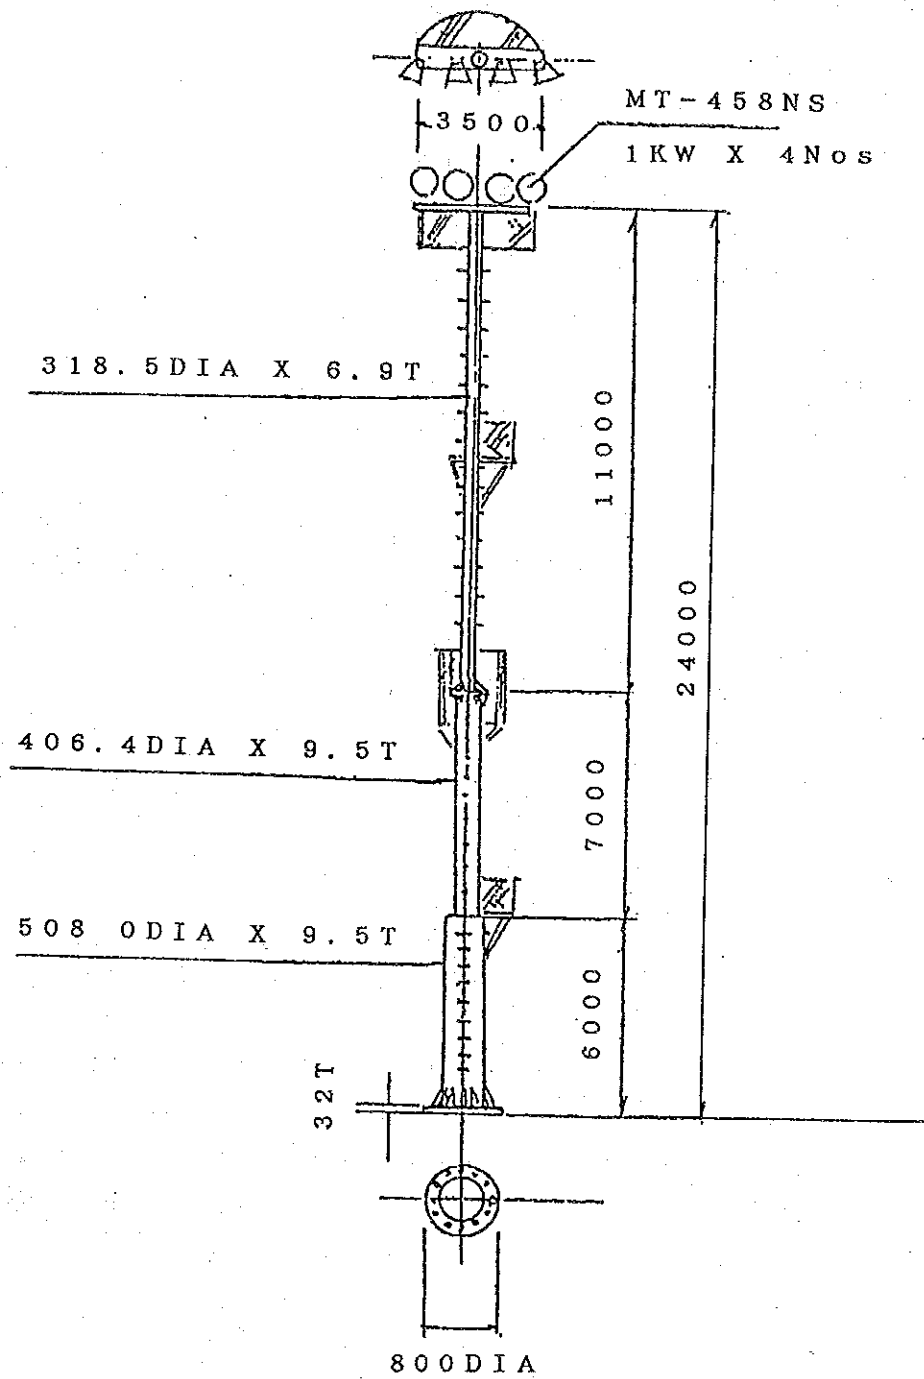 3500
MT-458NS
1KW X 4Nos
318.5DIA X 6.9T
11000
24000
406.4DIA X 9.5T
7000
508 0DIA X 9.5T
6000
32T
800DIA